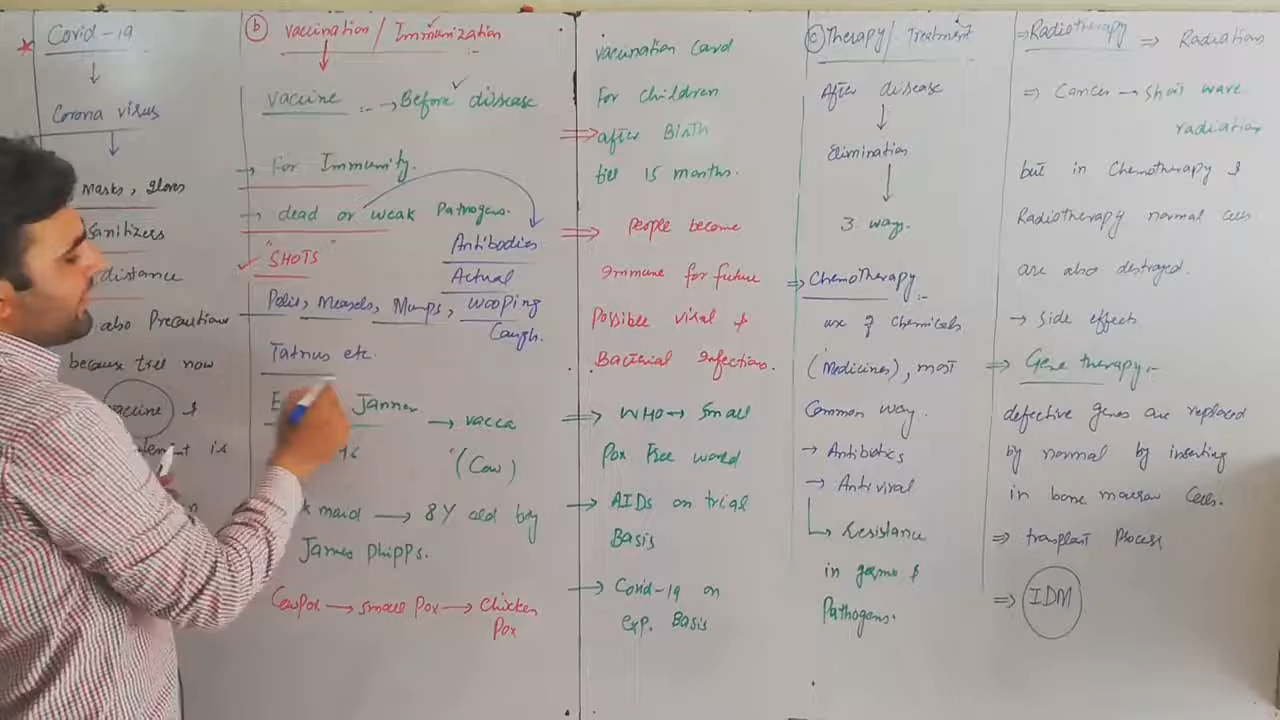 Covid-19
Corona virus
Masks, gloves
Sanitizers
distance
also Precautions
because till now
vaccine &
is
(b) vaccination/Immunization
vaccine :- → Before disease
→ For Immunity.
→ dead or weak Patnogens.
Antibodies
"SHOTS"
Actual
Polio, Measels, Mumps, wooping
Cough.
Tatnus etc.
E Janner → vacca
96
(Cow)
k maid → 8Y old boy
James phipps.
CowPox → small Pox → chicken
Pox
vaccination Card
For children
⇒ after Birth
till 15 months.
⇒ People become
immune for future
Possible viral &
Bacterial infections.
⇒ WHO → Small
Pox Free world
→ AIDs on trial
Basis
→ Covid-19 on
exp. Basis
(c) Therapy/Treatment
After disease
Elimination
3 ways.
⇒ ChemoTherapy:-
use of Chemicals
(Medicines), most
Common way.
→ Antibiotics
→ Antiviral
Resistance
in germs &
Pathogens.
⇒ Radiotherapy ⇒ Radiations
⇒ Cancer → short wave
radiation
but in Chemotherapy &
Radiotherapy normal cells
are also destroyed.
→ Side effects
⇒ Gene therapy:-
defective genes are replaced
by normal by inserting
in bone mourow Cells.
⇒ transplant Process
⇒ IDM